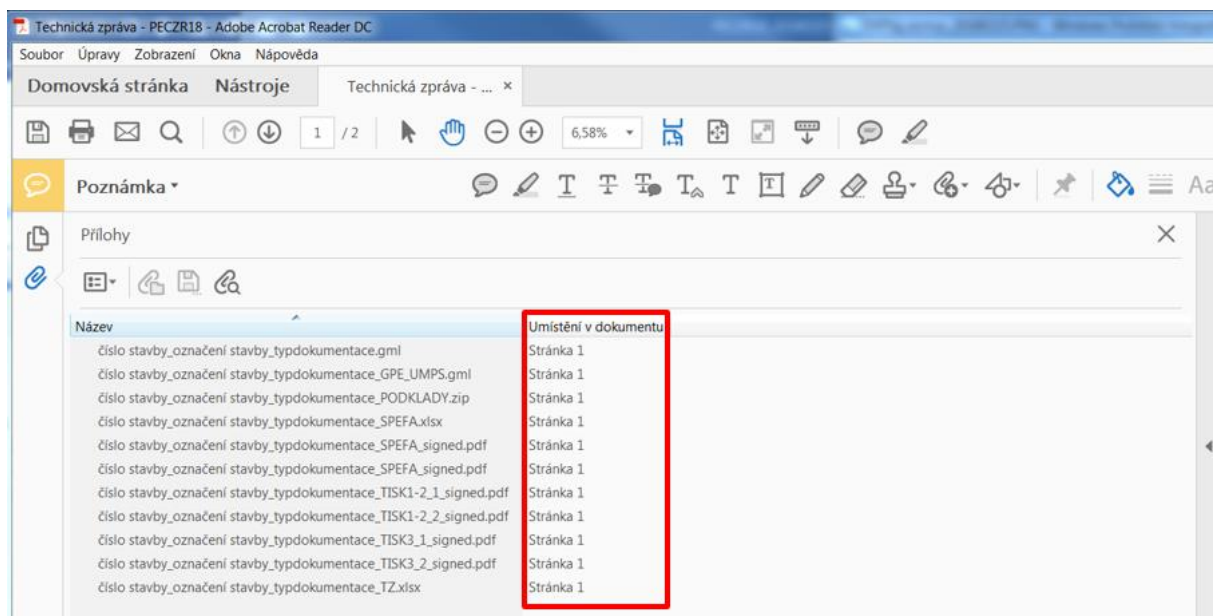 Technická zpráva - PECZR18 - Adobe Acrobat Reader DC
Soubor Úpravy Zobrazení Okna Nápověda
Domovská stránka Nástroje Technická zpráva - ... ×
1 / 2 6,58%
Poznámka Aa
Přílohy
Název Umístění v dokumentu
číslo stavby_označení stavby_typdokumentace.gml Stránka 1
číslo stavby_označení stavby_typdokumentace_GPE_UMPS.gml Stránka 1
číslo stavby_označení stavby_typdokumentace_PODKLADY.zip Stránka 1
číslo stavby_označení stavby_typdokumentace_SPEFA.xlsx Stránka 1
číslo stavby_označení stavby_typdokumentace_SPEFA_signed.pdf Stránka 1
číslo stavby_označení stavby_typdokumentace_SPEFA_signed.pdf Stránka 1
číslo stavby_označení stavby_typdokumentace_TISK1-2_1_signed.pdf Stránka 1
číslo stavby_označení stavby_typdokumentace_TISK1-2_2_signed.pdf Stránka 1
číslo stavby_označení stavby_typdokumentace_TISK3_1_signed.pdf Stránka 1
číslo stavby_označení stavby_typdokumentace_TISK3_2_signed.pdf Stránka 1
číslo stavby_označení stavby_typdokumentace_TZ.xlsx Stránka 1